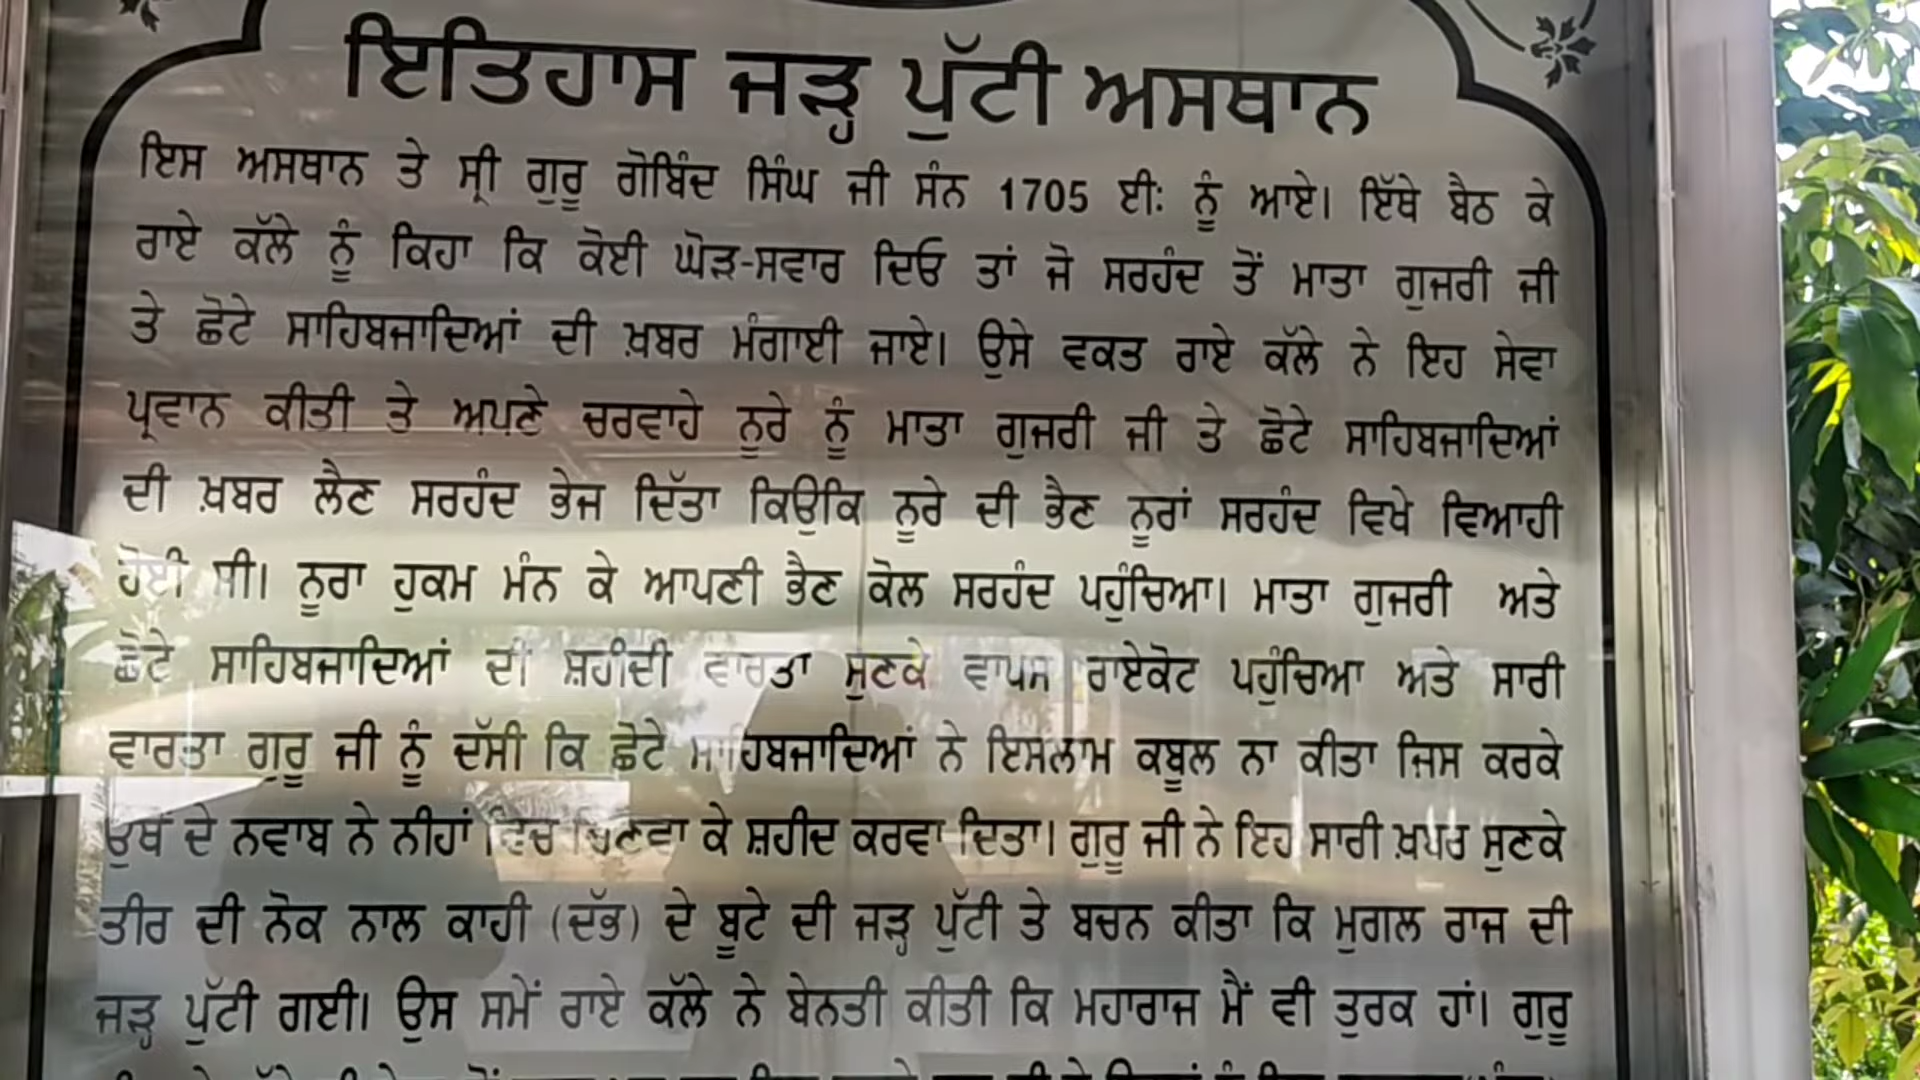 ਇਤਿਹਾਸ ਜੜ੍ਹ ਪੁੱਟੀ ਅਸਥਾਨ
ਇਸ ਅਸਥਾਨ ਤੇ ਸ੍ਰੀ ਗੁਰੂ ਗੋਬਿੰਦ ਸਿੰਘ ਜੀ ਸੰਨ 1705 ਈਃ ਨੂੰ ਆਏ। ਇੱਥੇ ਬੈਠ ਕੇ
ਰਾਏ ਕੱਲੇ ਨੂੰ ਕਿਹਾ ਕਿ ਕੋਈ ਘੋੜ-ਸਵਾਰ ਦਿਓ ਤਾਂ ਜੋ ਸਰਹੰਦ ਤੋਂ ਮਾਤਾ ਗੁਜਰੀ ਜੀ
ਤੇ ਛੋਟੇ ਸਾਹਿਬਜਾਦਿਆਂ ਦੀ ਖ਼ਬਰ ਮੰਗਾਈ ਜਾਏ। ਉਸੇ ਵਕਤ ਰਾਏ ਕੱਲੇ ਨੇ ਇਹ ਸੇਵਾ
ਪ੍ਰਵਾਨ ਕੀਤੀ ਤੇ ਅਪਣੇ ਚਰਵਾਹੇ ਨੂਰੇ ਨੂੰ ਮਾਤਾ ਗੁਜਰੀ ਜੀ ਤੇ ਛੋਟੇ ਸਾਹਿਬਜਾਦਿਆਂ
ਦੀ ਖ਼ਬਰ ਲੈਣ ਸਰਹੰਦ ਭੇਜ ਦਿੱਤਾ ਕਿਉਂਕਿ ਨੂਰੇ ਦੀ ਭੈਣ ਨੂਰਾਂ ਸਰਹੰਦ ਵਿਖੇ ਵਿਆਹੀ
ਹੋਈ ਸੀ। ਨੂਰਾ ਹੁਕਮ ਮੰਨ ਕੇ ਆਪਣੀ ਭੈਣ ਕੋਲ ਸਰਹੰਦ ਪਹੁੰਚਿਆ। ਮਾਤਾ ਗੁਜਰੀ ਅਤੇ
ਛੋਟੇ ਸਾਹਿਬਜਾਦਿਆਂ ਦੀ ਸ਼ਹੀਦੀ ਵਾਰਤਾ ਸੁਣਕੇ ਵਾਪਸ ਰਾਏਕੋਟ ਪਹੁੰਚਿਆ ਅਤੇ ਸਾਰੀ
ਵਾਰਤਾ ਗੁਰੂ ਜੀ ਨੂੰ ਦੱਸੀ ਕਿ ਛੋਟੇ ਸਾਹਿਬਜਾਦਿਆਂ ਨੇ ਇਸਲਾਮ ਕਬੂਲ ਨਾ ਕੀਤਾ ਜਿਸ ਕਰਕੇ
ਉਥੋਂ ਦੇ ਨਵਾਬ ਨੇ ਨੀਹਾਂ ਵਿਚ ਚਿਣਵਾ ਕੇ ਸ਼ਹੀਦ ਕਰਵਾ ਦਿਤਾ। ਗੁਰੂ ਜੀ ਨੇ ਇਹ ਸਾਰੀ ਖ਼ਬਰ ਸੁਣਕੇ
ਤੀਰ ਦੀ ਨੋਕ ਨਾਲ ਕਾਹੀ (ਦੱਭ) ਦੇ ਬੂਟੇ ਦੀ ਜੜ੍ਹ ਪੁੱਟੀ ਤੇ ਬਚਨ ਕੀਤਾ ਕਿ ਮੁਗਲ ਰਾਜ ਦੀ
ਜੜ੍ਹ ਪੁੱਟੀ ਗਈ। ਉਸ ਸਮੇਂ ਰਾਏ ਕੱਲੇ ਨੇ ਬੇਨਤੀ ਕੀਤੀ ਕਿ ਮਹਾਰਾਜ ਮੈਂ ਵੀ ਤੁਰਕ ਹਾਂ। ਗੁਰੂ